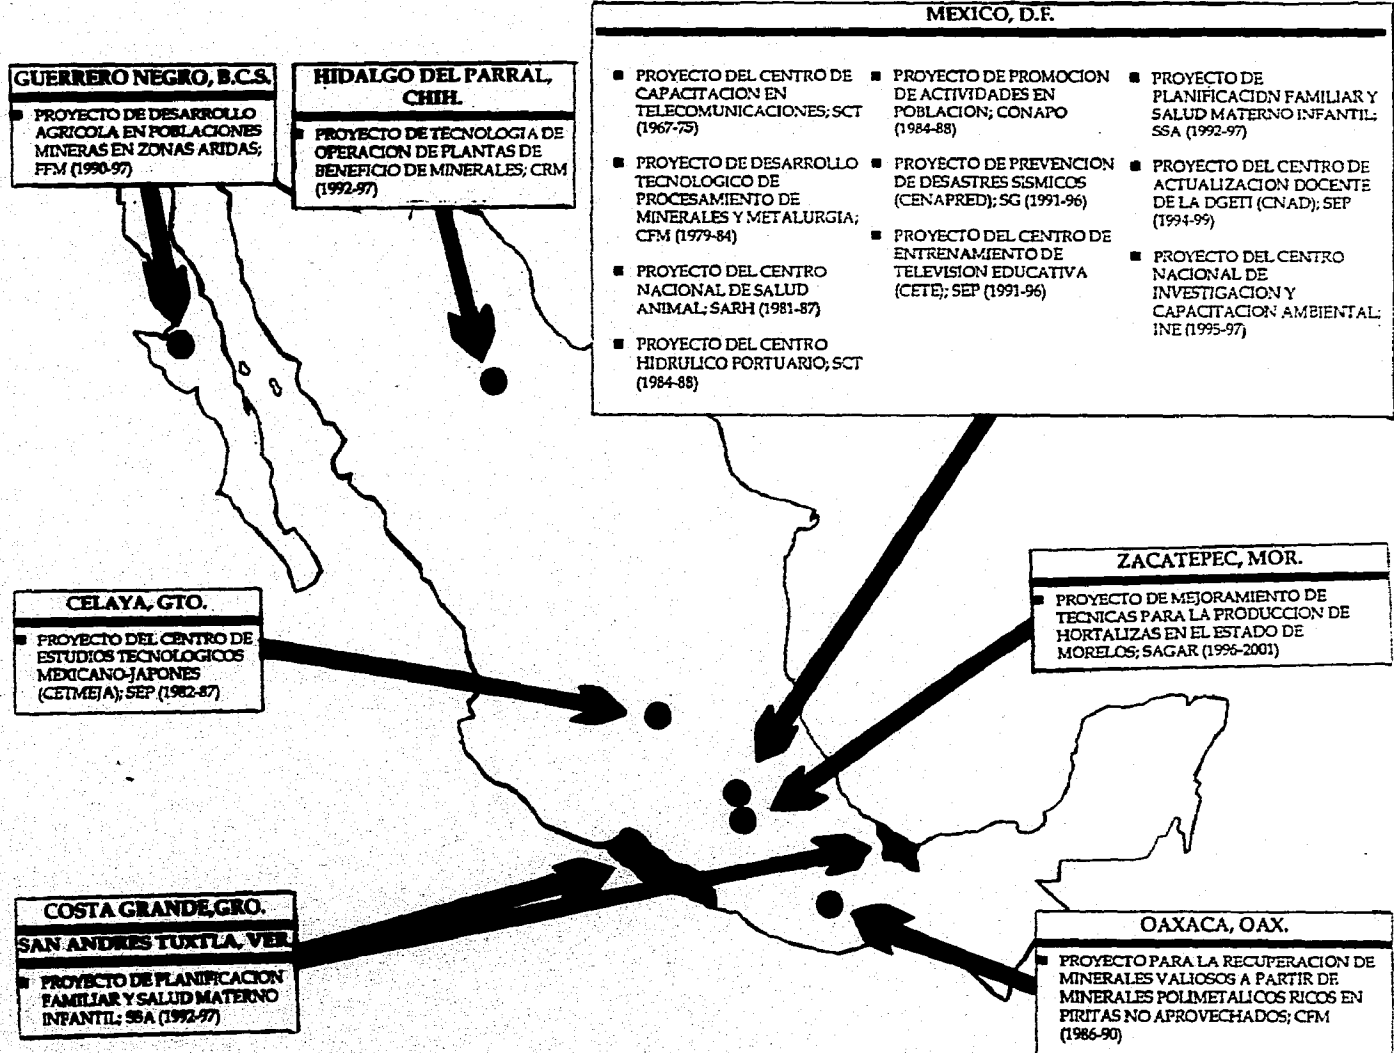 MEXICO, D.F.
■ PROYECTO DEL CENTRO DE
CAPACITACION EN
TELECOMUNICACIONES; SCT
(1967-75)
■ PROYECTO DE DESARROLLO
TECNOLOGICO DE
PROCESAMIENTO DE
MINERALES Y METALURGIA;
CFM (1979-84)
■ PROYECTO DEL CENTRO
NACIONAL DE SALUD
ANIMAL; SARH (1981-87)
■ PROYECTO DEL CENTRO
HIDRULICO PORTUARIO; SCT
(1984-88)
■ PROYECTO DE PROMOCION
DE ACTIVIDADES EN
POBLACION; CONAPO
(1984-88)
■ PROYECTO DE PREVENCION
DE DESASTRES SISMICOS
(CENAPRED); SG (1991-96)
■ PROYECTO DEL CENTRO DE
ENTRENAMIENTO DE
TELEVISION EDUCATIVA
(CETE); SEP (1991-96)
■ PROYECTO DE
PLANIFICACION FAMILIAR Y
SALUD MATERNO INFANTIL;
SSA (1992-97)
■ PROYECTO DEL CENTRO DE
ACTUALIZACION DOCENTE
DE LA DGETI (CNAD); SEP
(1994-99)
■ PROYECTO DEL CENTRO
NACIONAL DE
INVESTIGACION Y
CAPACITACION AMBIENTAL;
INE (1995-97)
GUERRERO NEGRO, B.C.S.
■ PROYECTO DE DESARROLLO
AGRICOLA EN POBLACIONES
MINERAS EN ZONAS ARIDAS;
FFM (1990-97)
HIDALGO DEL PARRAL,
CHIH.
■ PROYECTO DE TECNOLOGIA DE
OPERACION DE PLANTAS DE
BENEFICIO DE MINERALES; CRM
(1992-97)
CELAYA, GTO.
■ PROYECTO DEL CENTRO DE
ESTUDIOS TECNOLOGICOS
MEXICANO-JAPONES
(CETMEJA); SEP (1982-87)
ZACATEPEC, MOR.
■ PROYECTO DE MEJORAMIENTO DE
TECNICAS PARA LA PRODUCCION DE
HORTALIZAS EN EL ESTADO DE
MORELOS; SAGAR (1996-2001)
COSTA GRANDE,GRO.
SAN ANDRES TUXTLA, VER.
■ PROYECTO DE PLANIFICACION
FAMILIAR Y SALUD MATERNO
INFANTIL; SSA (1992-97)
OAXACA, OAX.
■ PROYECTO PARA LA RECUPERACION DE
MINERALES VALIOSOS A PARTIR DE
MINERALES POLIMETALICOS RICOS EN
PIRITAS NO APROVECHADOS; CFM
(1986-90)